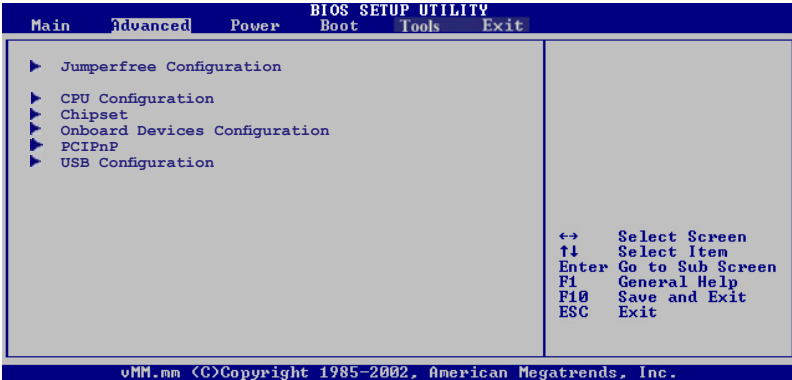 BIOS SETUP UTILITY
Main Advanced Power Boot Tools Exit
Jumperfree Configuration
CPU Configuration
Chipset
Onboard Devices Configuration
PCIPnP
USB Configuration
←→ Select Screen
↑↓ Select Item
Enter Go to Sub Screen
F1 General Help
F10 Save and Exit
ESC Exit
vMM.mm (C)Copyright 1985-2002, American Megatrends, Inc.